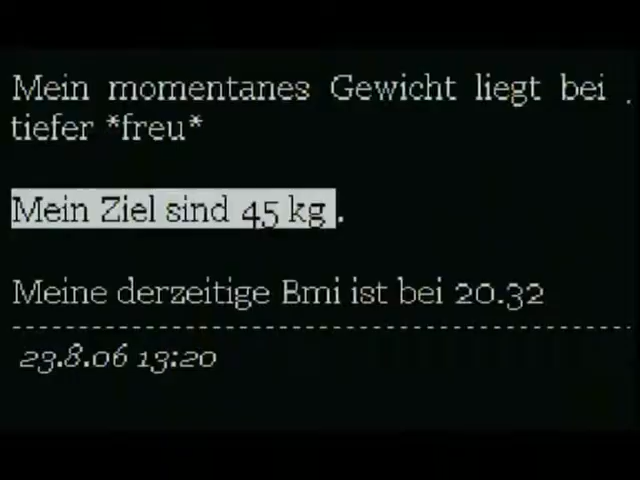 Mein momentanes Gewicht liegt bei
tiefer *freu*
Mein Ziel sind 45 kg .
Meine derzeitige Bmi ist bei 20.32
23.8.06 13:20